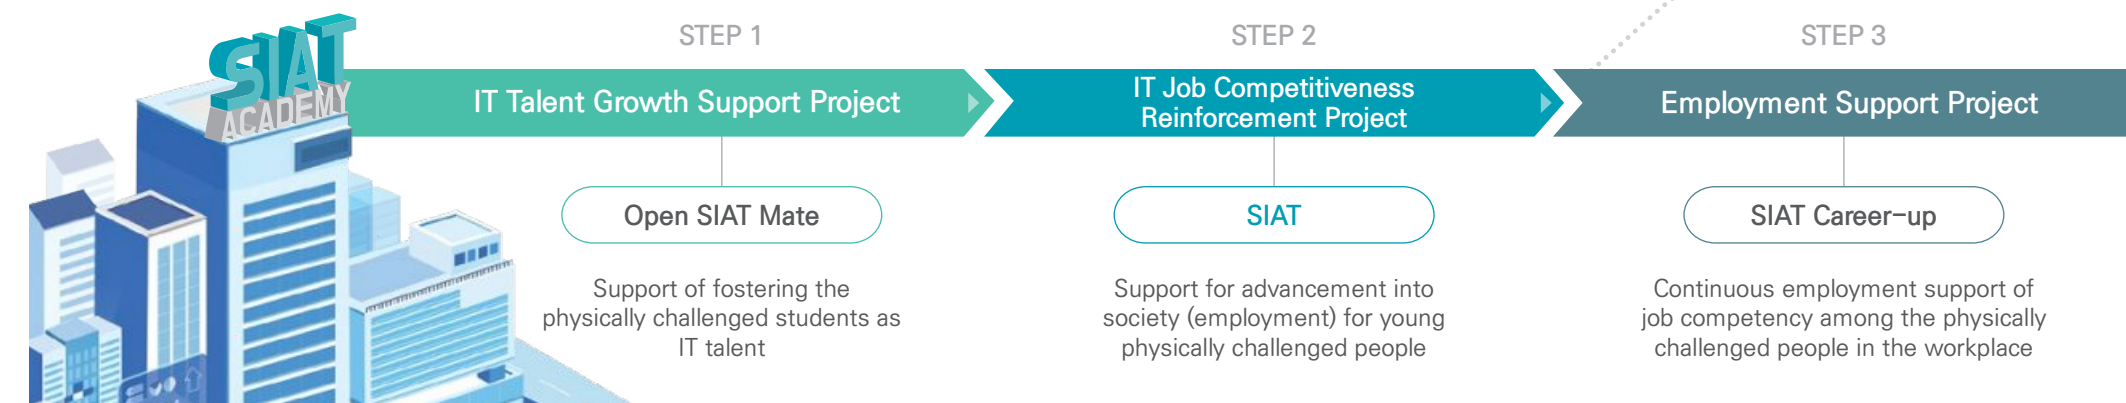 SIAT
ACADEMY
STEP 1
IT Talent Growth Support Project
Open SIAT Mate
Support of fostering the
physically challenged students as
IT talent
STEP 2
IT Job Competitiveness
Reinforcement Project
SIAT
Support for advancement into
society (employment) for young
physically challenged people
STEP 3
Employment Support Project
SIAT Career-up
Continuous employment support of
job competency among the physically
challenged people in the workplace